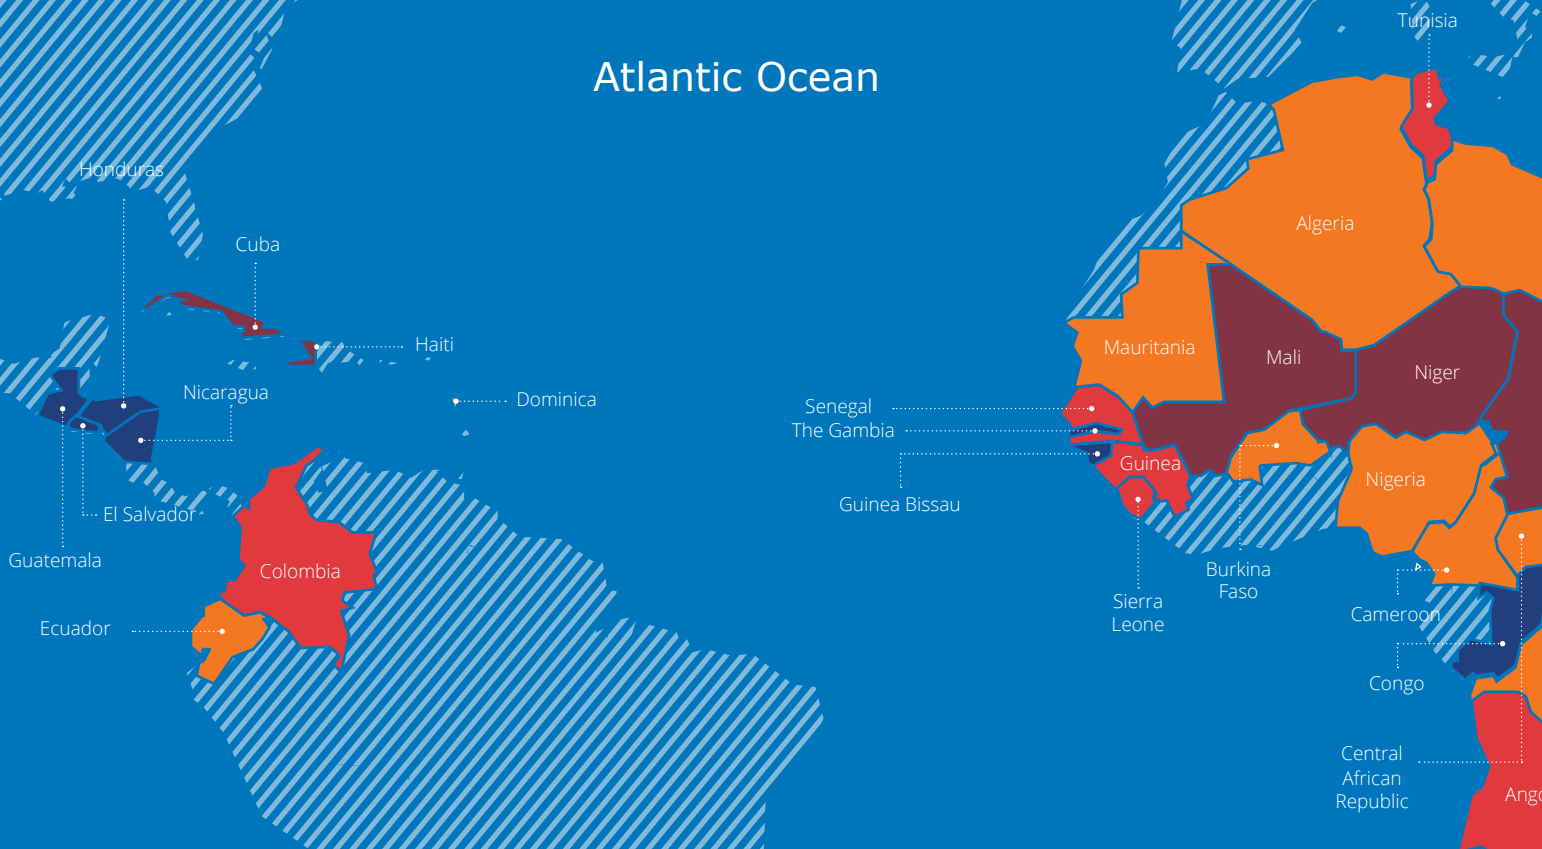 Tunisia
Atlantic Ocean
Honduras
Algeria
Cuba
Haiti
Mauritania
Mali
Niger
Nicaragua
Dominica
Senegal
The Gambia
Guinea
Nigeria
Guinea Bissau
El Salvador
Guatemala
Colombia
Burkina
Faso
Sierra
Leone
Cameroon
Ecuador
Congo
Central
African
Republic
Ango